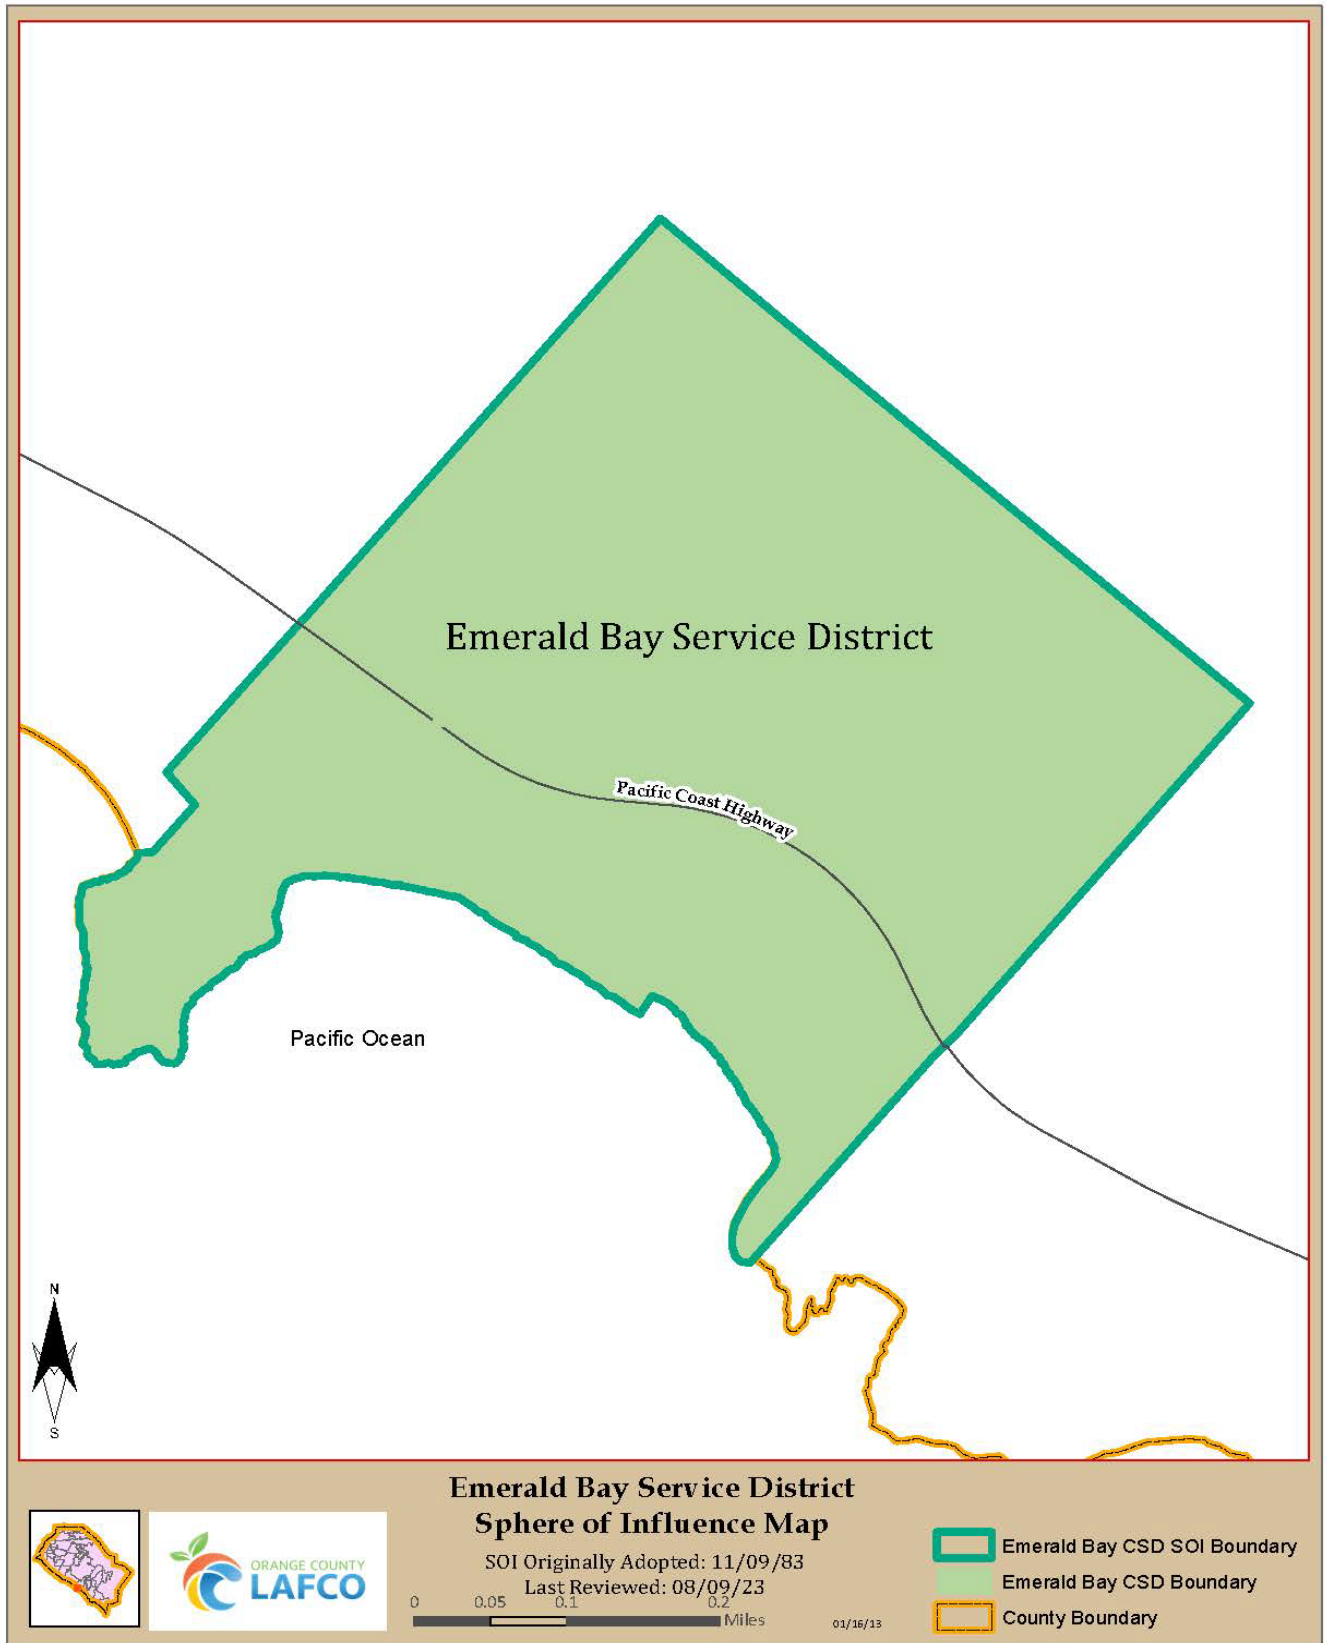 Emerald Bay Service District
Pacific Coast Highway
Pacific Ocean
N
S
Emerald Bay Service District
Sphere of Influence Map
SOI Originally Adopted: 11/09/83
Last Reviewed: 08/09/23
0 0.05 0.1 0.2
Miles
01/16/13
ORANGE COUNTY
LAFCO
Emerald Bay CSD SOI Boundary
Emerald Bay CSD Boundary
County Boundary